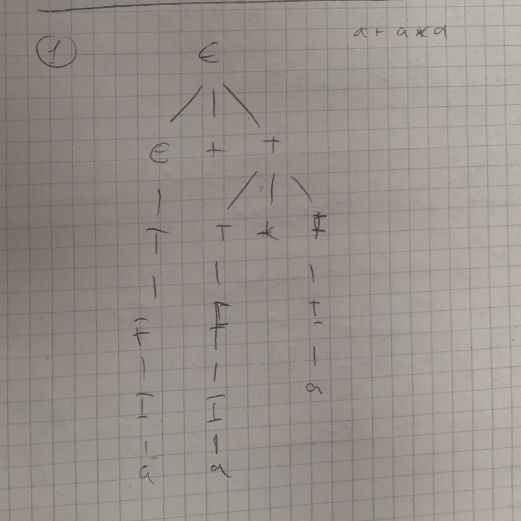 1 E a + a * a
E + T
T T * F
F F I
I I a
a a